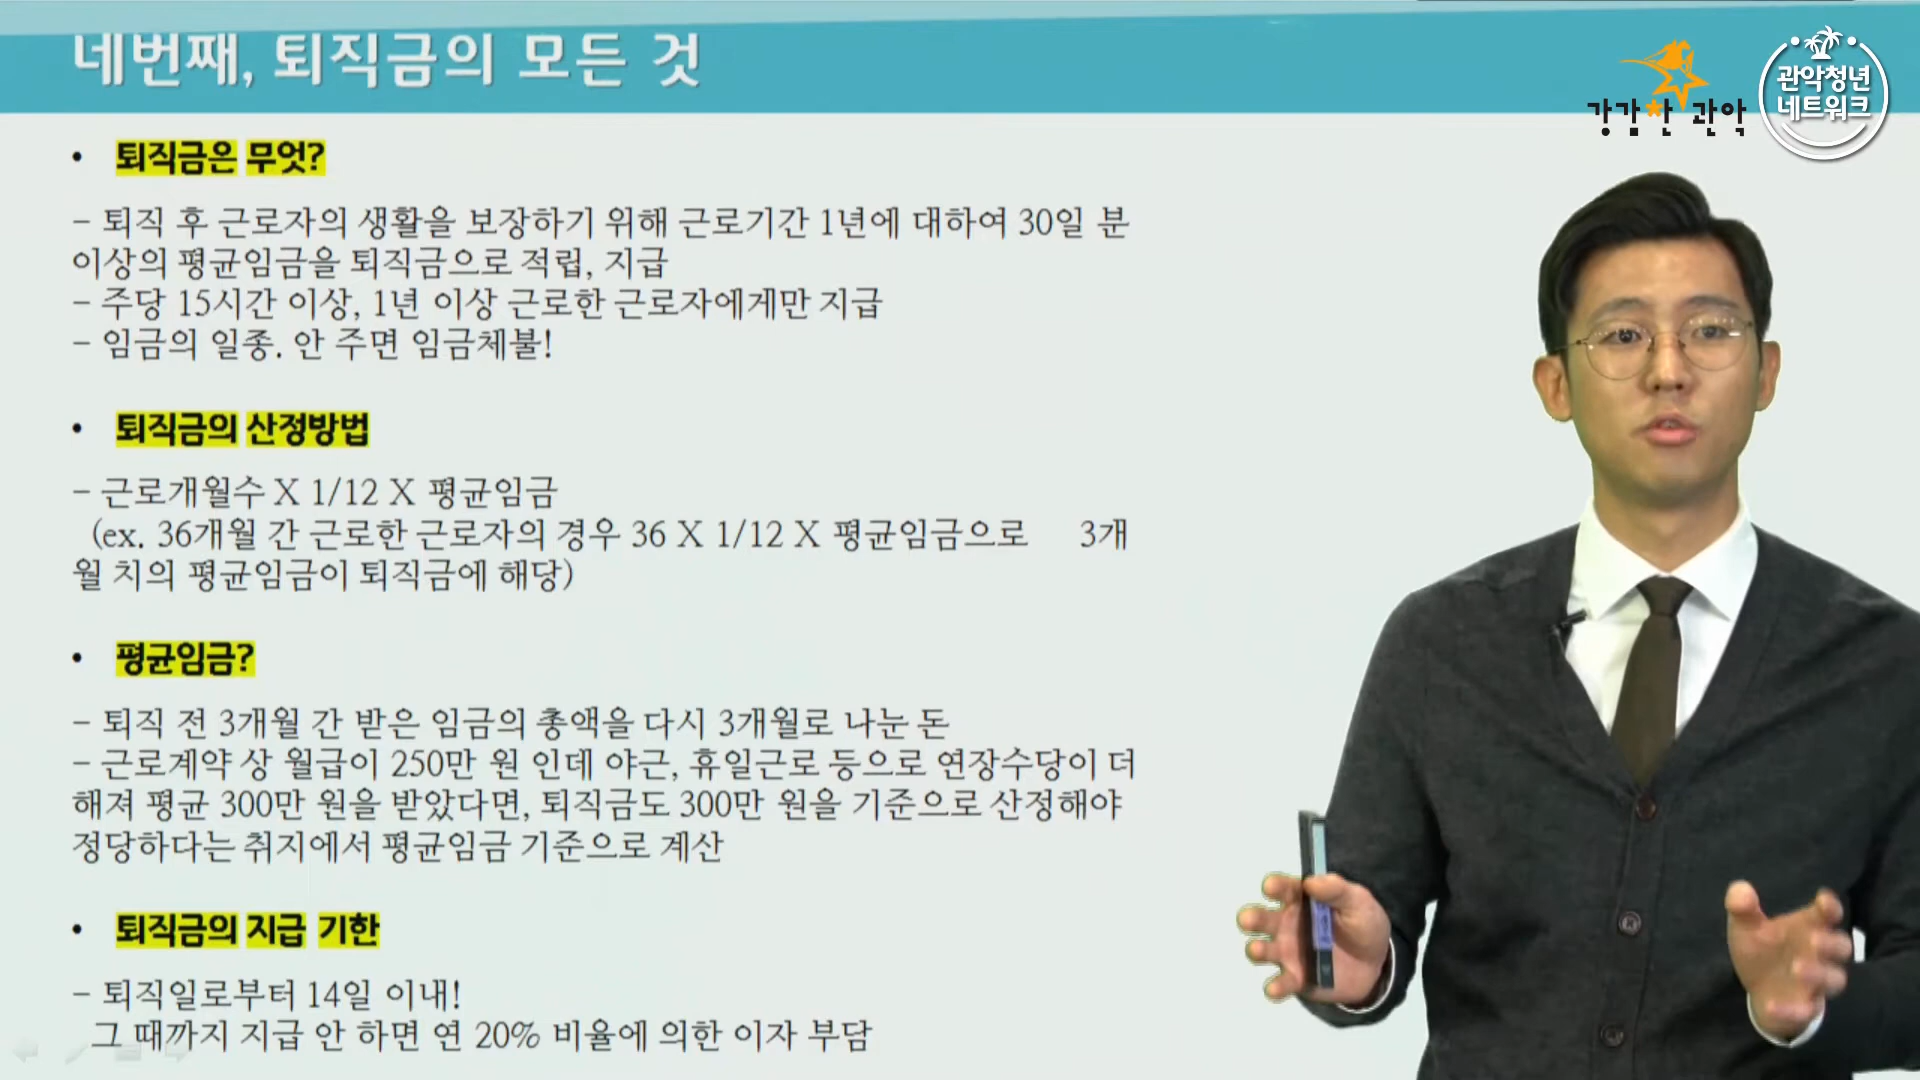 네번째, 퇴직금의 모든 것
강감찬 관악
관악청년
네트워크
• 퇴직금은 무엇?
- 퇴직 후 근로자의 생활을 보장하기 위해 근로기간 1년에 대하여 30일 분
이상의 평균임금을 퇴직금으로 적립, 지급
- 주당 15시간 이상, 1년 이상 근로한 근로자에게만 지급
- 임금의 일종. 안 주면 임금체불!
• 퇴직금의 산정방법
- 근로개월수 X 1/12 X 평균임금
(ex. 36개월 간 근로한 근로자의 경우 36 X 1/12 X 평균임금으로 3개
월 치의 평균임금이 퇴직금에 해당)
• 평균임금?
- 퇴직 전 3개월 간 받은 임금의 총액을 다시 3개월로 나눈 돈
- 근로계약 상 월급이 250만 원 인데 야근, 휴일근로 등으로 연장수당이 더
해져 평균 300만 원을 받았다면, 퇴직금도 300만 원을 기준으로 산정해야
정당하다는 취지에서 평균임금 기준으로 계산
• 퇴직금의 지급 기한
- 퇴직일로부터 14일 이내!
그 때까지 지급 안 하면 연 20% 비율에 의한 이자 부담